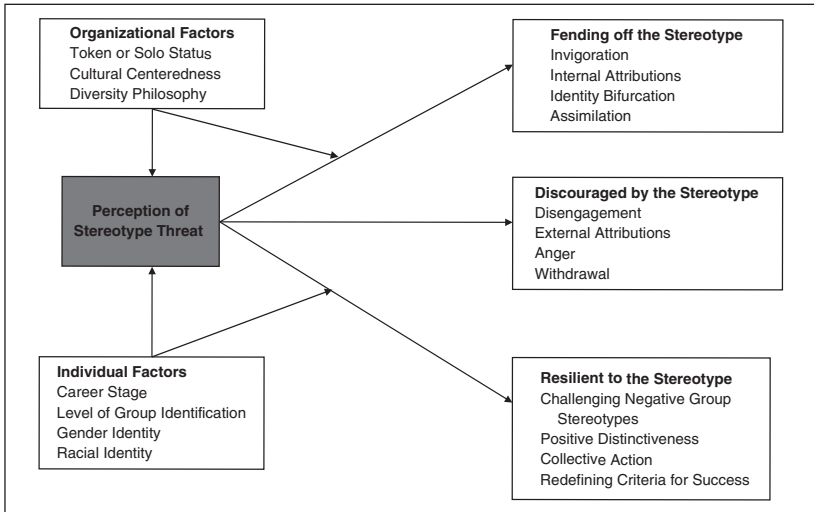 Organizational Factors
Token or Solo Status
Cultural Centeredness
Diversity Philosophy
Perception of
Stereotype Threat
Individual Factors
Career Stage
Level of Group Identification
Gender Identity
Racial Identity
Fending off the Stereotype
Invigoration
Internal Attributions
Identity Bifurcation
Assimilation
Discouraged by the Stereotype
Disengagement
External Attributions
Anger
Withdrawal
Resilient to the Stereotype
Challenging Negative Group
Stereotypes
Positive Distinctiveness
Collective Action
Redefining Criteria for Success